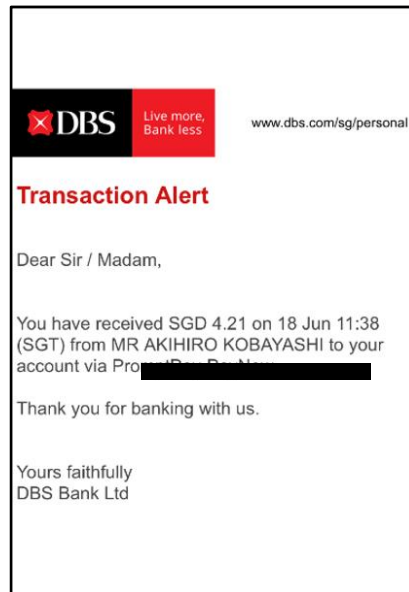 DBS
Live more,
Bank less
www.dbs.com/sg/personal
Transaction Alert
Dear Sir / Madam,
You have received SGD 4.21 on 18 Jun 11:38
(SGT) from MR AKIHIRO KOBAYASHI to your
account via
Thank you for banking with us.
Yours faithfully
DBS Bank Ltd